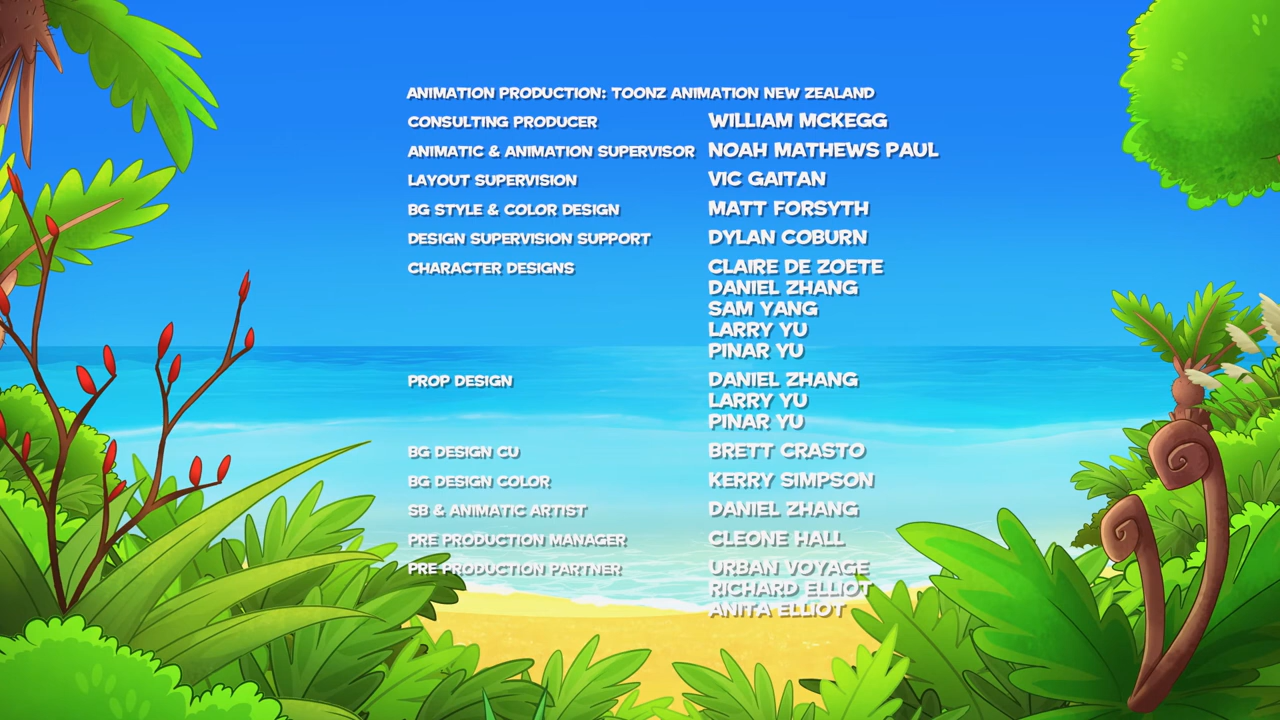 ANIMATION PRODUCTION: TOONZ ANIMATION NEW ZEALAND
CONSULTING PRODUCER WILLIAM MCKEGG
ANIMATIC & ANIMATION SUPERVISOR NOAH MATHEWS PAUL
LAYOUT SUPERVISION VIC GAITAN
BG STYLE & COLOR DESIGN MATT FORSYTH
DESIGN SUPERVISION SUPPORT DYLAN COBURN
CHARACTER DESIGNS CLAIRE DE ZOETE
DANIEL ZHANG
SAM YANG
LARRY YU
PINAR YU
PROP DESIGN DANIEL ZHANG
LARRY YU
PINAR YU
BG DESIGN CU BRETT CRASTO
BG DESIGN COLOR KERRY SIMPSON
SB & ANIMATIC ARTIST DANIEL ZHANG
PRE PRODUCTION MANAGER CLEONE HALL
PRE PRODUCTION PARTNER URBAN VOYAGE
RICHARD ELLIOT
ANITA ELLIOT